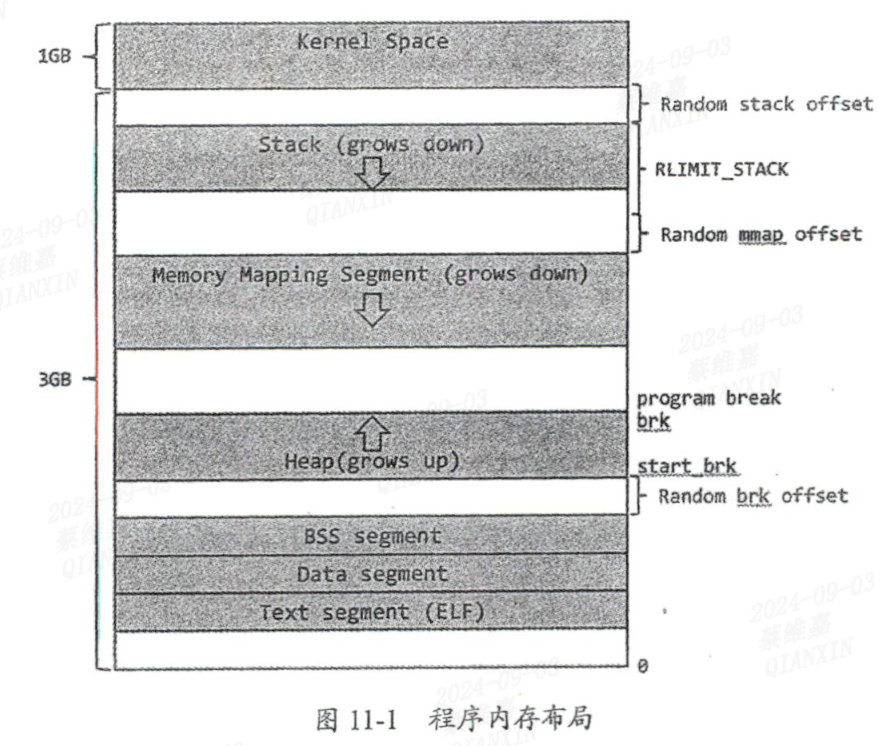 Kernel Space
1GB
Random stack offset
Stack (grows down)
RLIMIT_STACK
Random mmap offset
Memory Mapping Segment (grows down)
3GB
program break
brk
Heap(grows up)
start_brk
Random brk offset
BSS segment
Data segment
Text segment (ELF)
0
图 11-1 程序内存布局
2024-09-03
蔡维嘉
QIANXIN